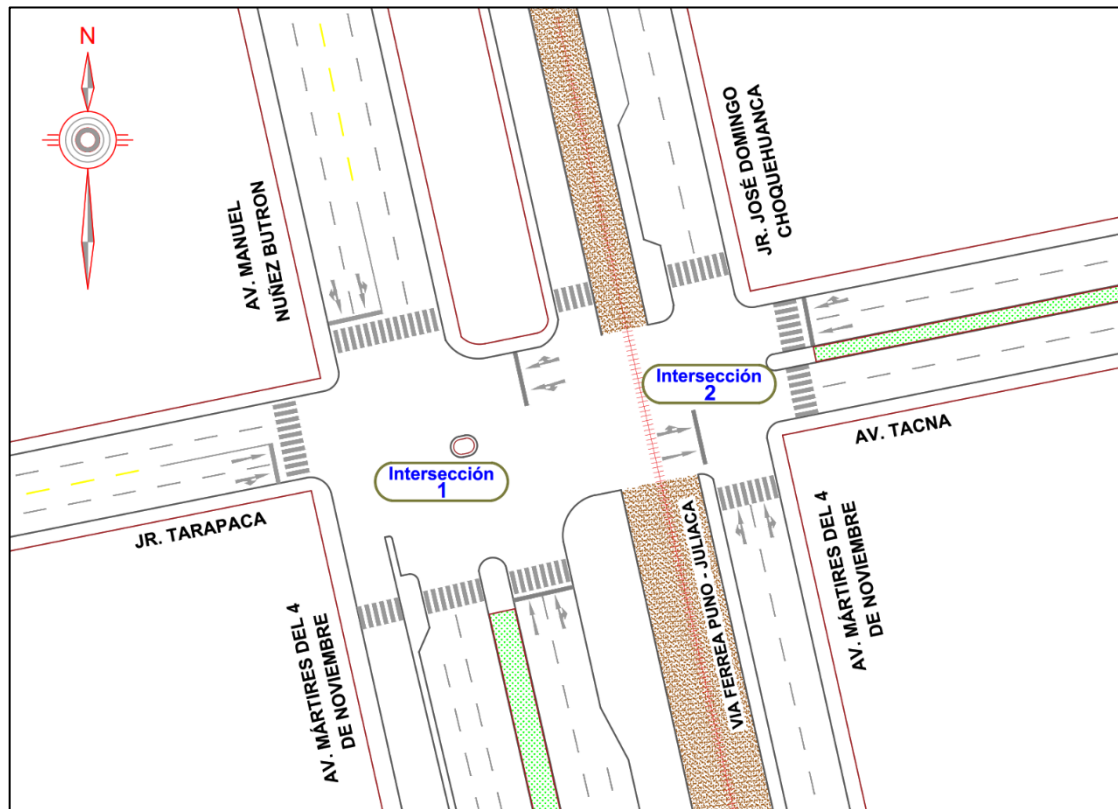 N
AV. MANUEL
NUÑEZ BUTRON
JR. JOSÉ DOMINGO
CHOQUEHUANCA
Intersección
2
AV. TACNA
Intersección
1
JR. TARAPACA
AV. MÁRTIRES DEL 4
DE NOVIEMBRE
VIA FERREA PUNO - JULIACA
AV. MÁRTIRES DEL 4
DE NOVIEMBRE